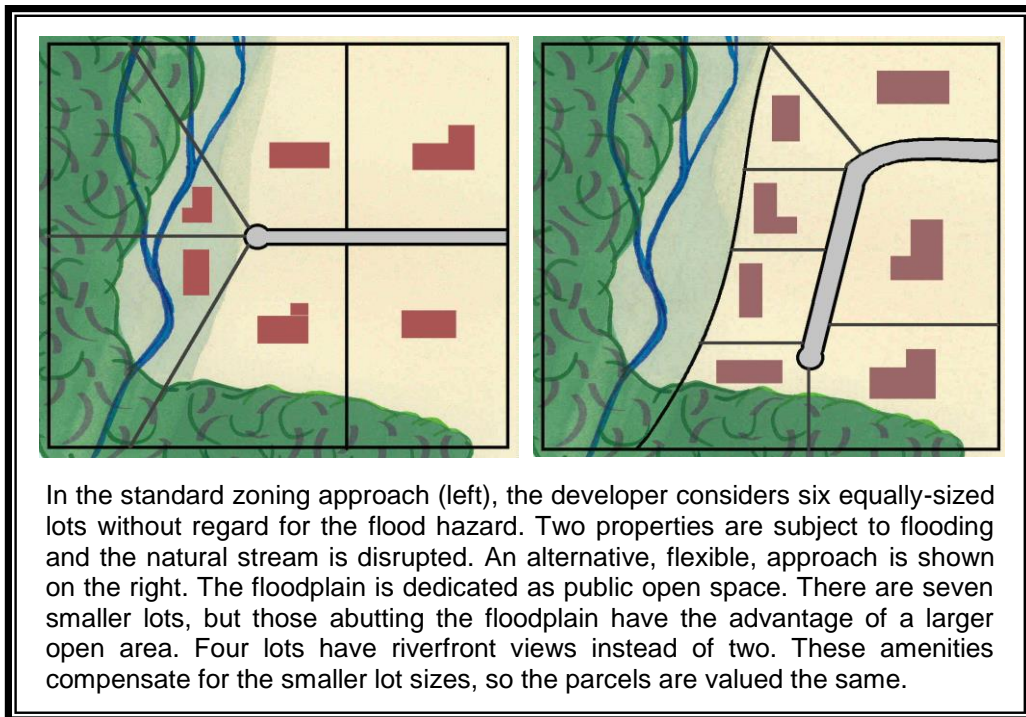 In the standard zoning approach (left), the developer considers six equally-sized
lots without regard for the flood hazard. Two properties are subject to flooding
and the natural stream is disrupted. An alternative, flexible, approach is shown
on the right. The floodplain is dedicated as public open space. There are seven
smaller lots, but those abutting the floodplain have the advantage of a larger
open area. Four lots have riverfront views instead of two. These amenities
compensate for the smaller lot sizes, so the parcels are valued the same.